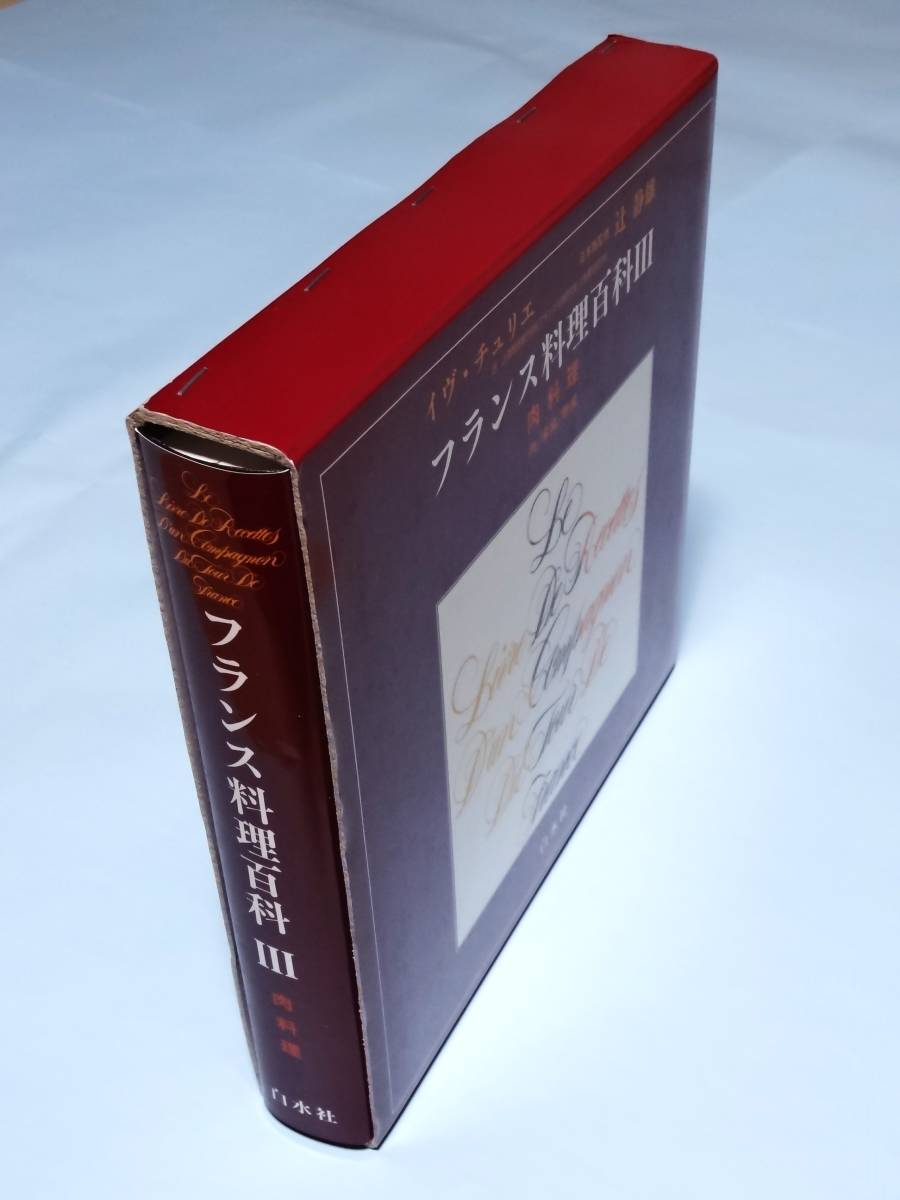 Le
Livre De Recettes
D'un Compagnon
Du Tour De
France
フランス料理百科 III
肉料理
白水社
イヴ・チュリエ
辻 静雄
フランス料理百科III
肉料理
Le
Livre De Recettes
D'un Compagnon
Du Tour De
France
白水社